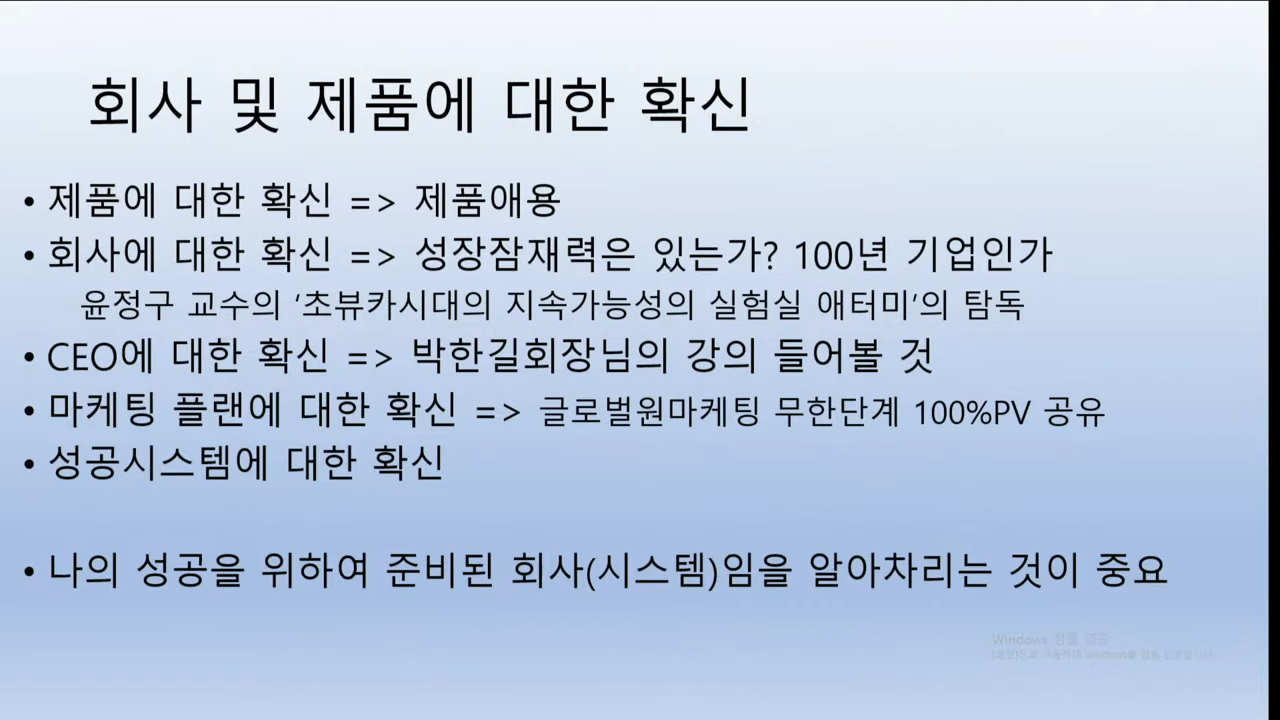 회사 및 제품에 대한 확신
• 제품에 대한 확신 => 제품애용
• 회사에 대한 확신 => 성장잠재력은 있는가? 100년 기업인가
윤정구 교수의 '초뷰카시대의 지속가능성의 실험실 애터미'의 탐독
• CEO에 대한 확신 => 박한길회장님의 강의 들어볼 것
• 마케팅 플랜에 대한 확신 => 글로벌원마케팅 무한단계 100%PV 공유
• 성공시스템에 대한 확신
• 나의 성공을 위하여 준비된 회사(시스템)임을 알아차리는 것이 중요
Windows 정품 인증